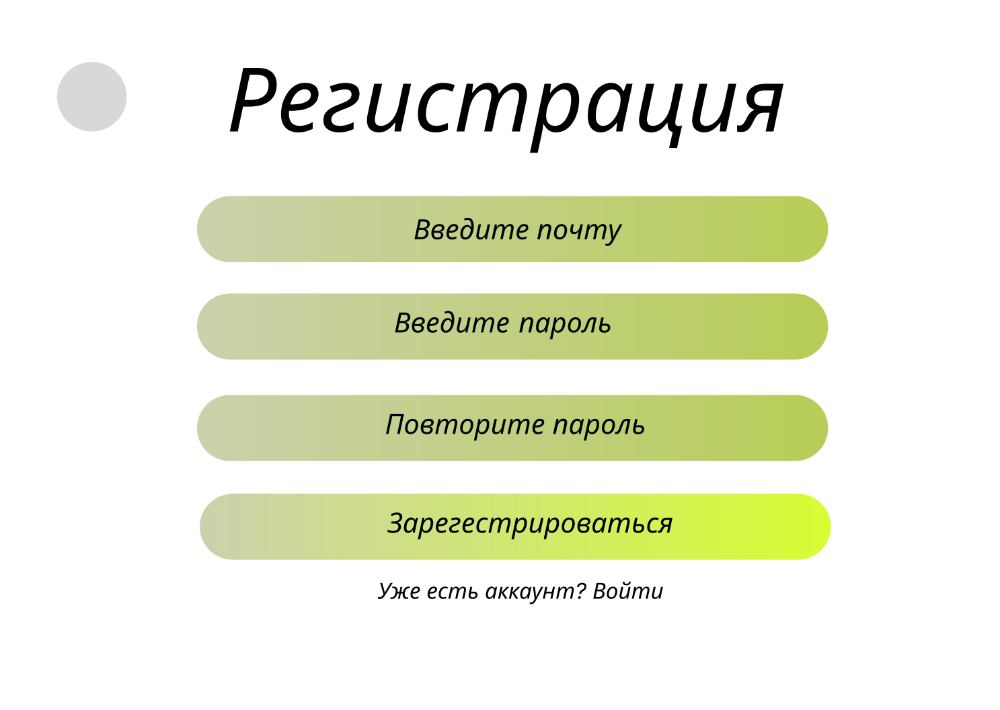 Регистрация
Введите почту
Введите пароль
Повторите пароль
Зарегестрироваться
Уже есть аккаунт? Войти